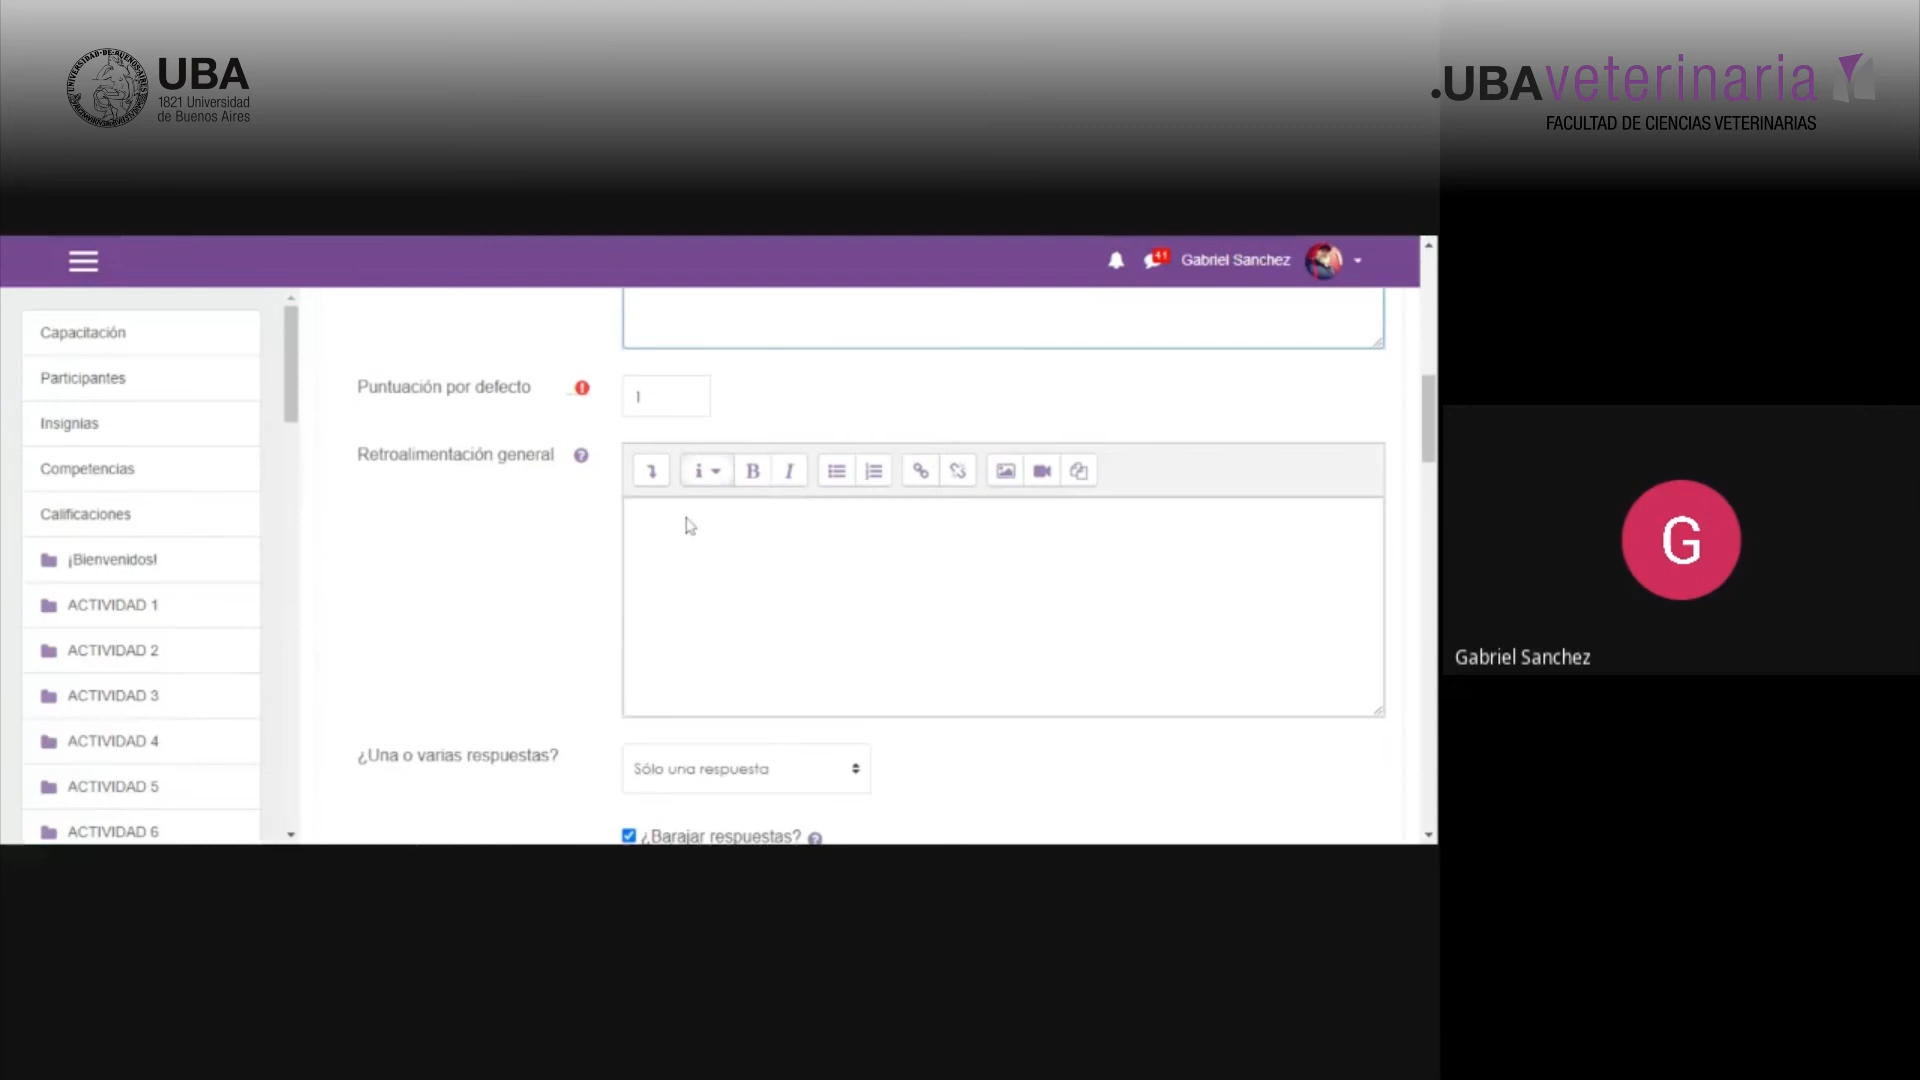 UBA
1821 Universidad
de Buenos Aires
.UBAveterinaria
FACULTAD DE CIENCIAS VETERINARIAS
41
Gabriel Sanchez
Capacitación
Participantes
Insignias
Competencias
Calificaciones
¡Bienvenidos!
ACTIVIDAD 1
ACTIVIDAD 2
ACTIVIDAD 3
ACTIVIDAD 4
ACTIVIDAD 5
ACTIVIDAD 6
Puntuación por defecto
1
Retroalimentación general
B I
¿Una o varias respuestas?
Sólo una respuesta
¿Barajar respuestas?
G
Gabriel Sanchez